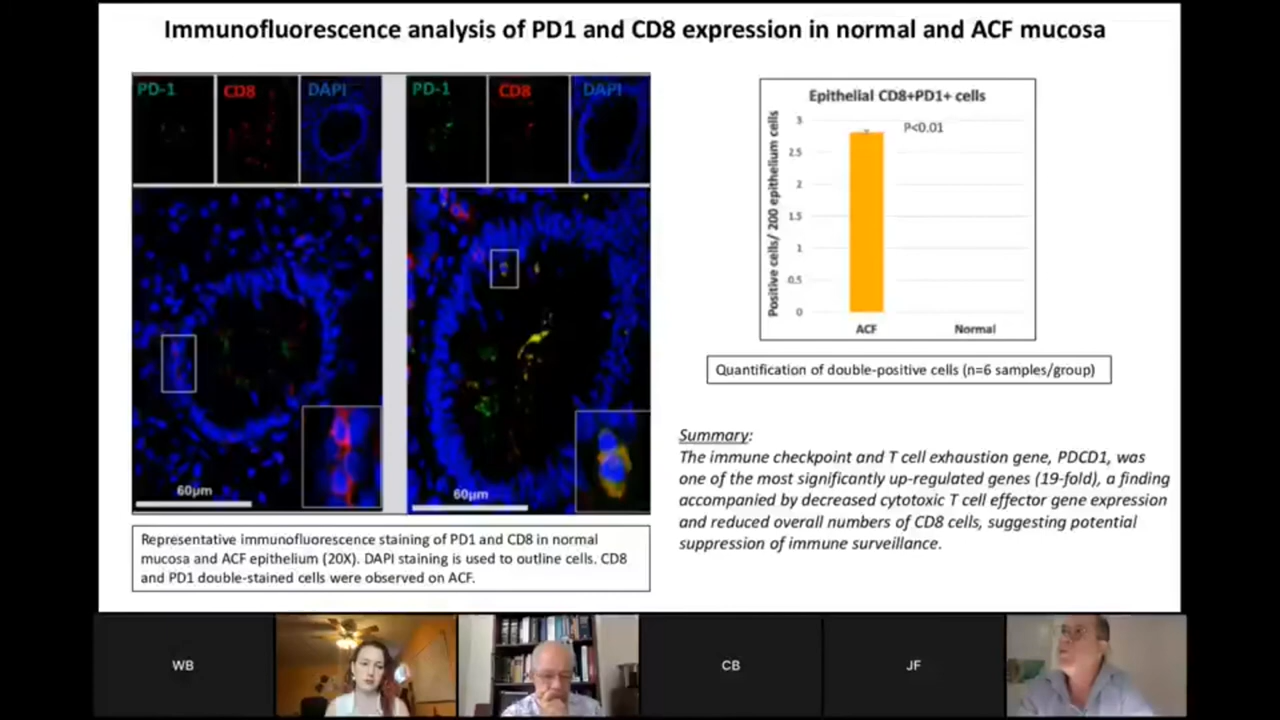 Immunofluorescence analysis of PD1 and CD8 expression in normal and ACF mucosa
PD-1 CD8 DAPI PD-1 CD8 DAPI
60μm 60μm
Representative immunofluorescence staining of PD1 and CD8 in normal
mucosa and ACF epithelium (20X). DAPI staining is used to outline cells. CD8
and PD1 double-stained cells were observed on ACF.
Epithelial CD8+PD1+ cells
Positive cells/ 200 epithelium cells
3
2.5
2
1.5
1
0.5
0
P<0.01
ACF Normal
Quantification of double-positive cells (n=6 samples/group)
Summary:
The immune checkpoint and T cell exhaustion gene, PDCD1, was
one of the most significantly up-regulated genes (19-fold), a finding
accompanied by decreased cytotoxic T cell effector gene expression
and reduced overall numbers of CD8 cells, suggesting potential
suppression of immune surveillance.
WB CB JF